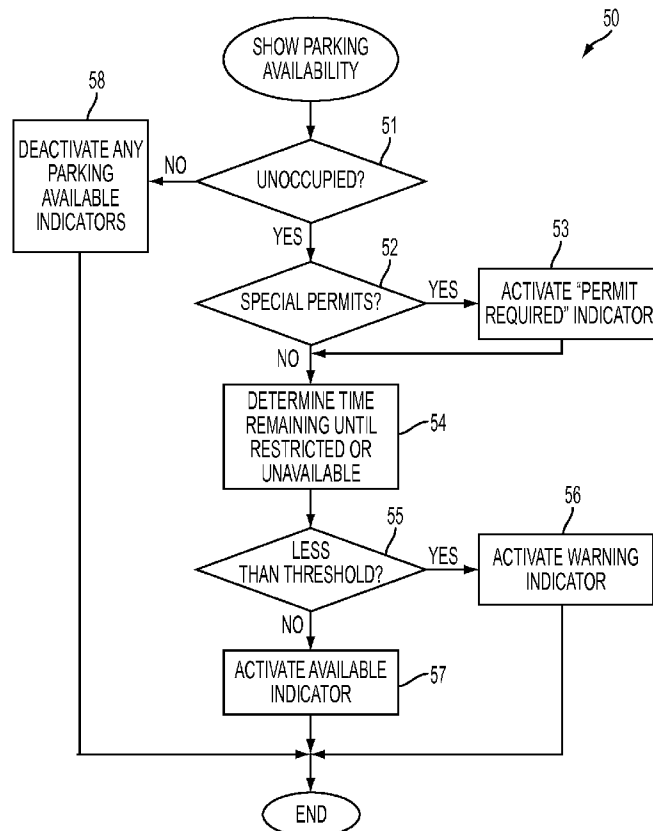 50
SHOW PARKING
AVAILABILITY
58
51
DEACTIVATE ANY
PARKING
AVAILABLE
INDICATORS
NO
UNOCCUPIED?
YES
52
53
SPECIAL PERMITS?
YES
ACTIVATE “PERMIT
REQUIRED” INDICATOR
NO
DETERMINE TIME
REMAINING UNTIL
RESTRICTED OR
UNAVAILABLE
54
55
56
LESS
THAN THRESHOLD?
YES
ACTIVATE WARNING
INDICATOR
NO
ACTIVATE AVAILABLE
INDICATOR
57
END